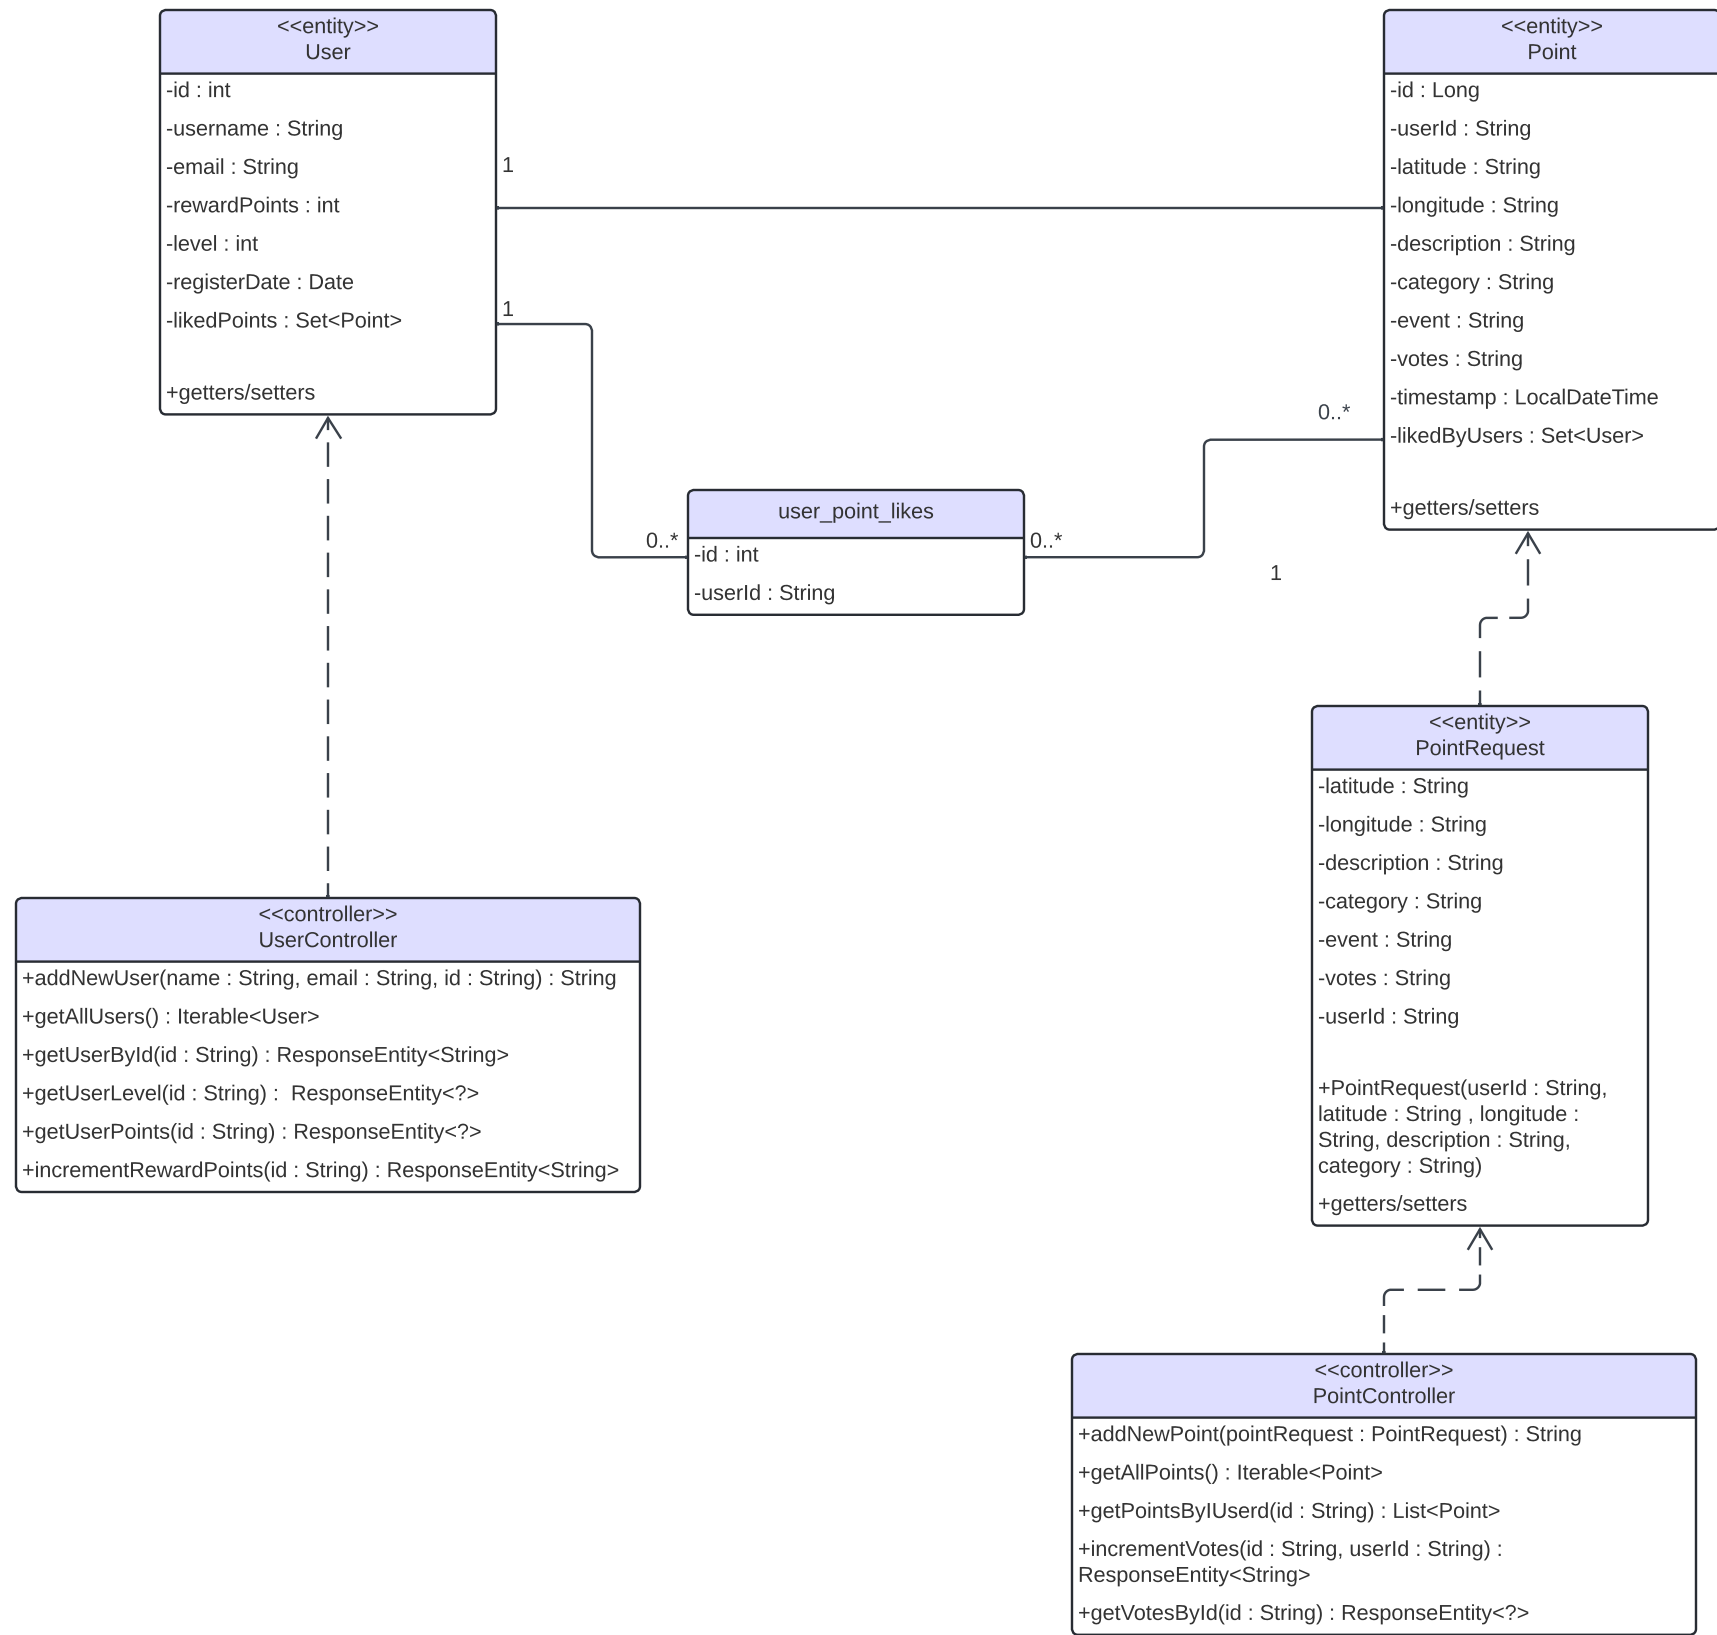 <<entity>>
User
-id : int
-username : String
-email : String
-rewardPoints : int
-level : int
-registerDate : Date
-likedPoints : Set<Point>
+getters/setters
1
1
0..*
<<entity>>
Point
-id : Long
-userId : String
-latitude : String
-longitude : String
-description : String
-category : String
-event : String
-votes : String
-timestamp : LocalDateTime
-likedByUsers : Set<User>
+getters/setters
0..*
user_point_likes
-id : int
-userId : String
0..*
1
<<entity>>
PointRequest
-latitude : String
-longitude : String
-description : String
-category : String
-event : String
-votes : String
-userId : String
+PointRequest(userId : String,
latitude : String , longitude :
String, description : String,
category : String)
+getters/setters
<<controller>>
UserController
+addNewUser(name : String, email : String, id : String) : String
+getAllUsers() : Iterable<User>
+getUserById(id : String) : ResponseEntity<String>
+getUserLevel(id : String) :  ResponseEntity<?>
+getUserPoints(id : String) : ResponseEntity<?>
+incrementRewardPoints(id : String) : ResponseEntity<String>
<<controller>>
PointController
+addNewPoint(pointRequest : PointRequest) : String
+getAllPoints() : Iterable<Point>
+getPointsByIUserd(id : String) : List<Point>
+incrementVotes(id : String, userId : String) :
ResponseEntity<String>
+getVotesById(id : String) : ResponseEntity<?>